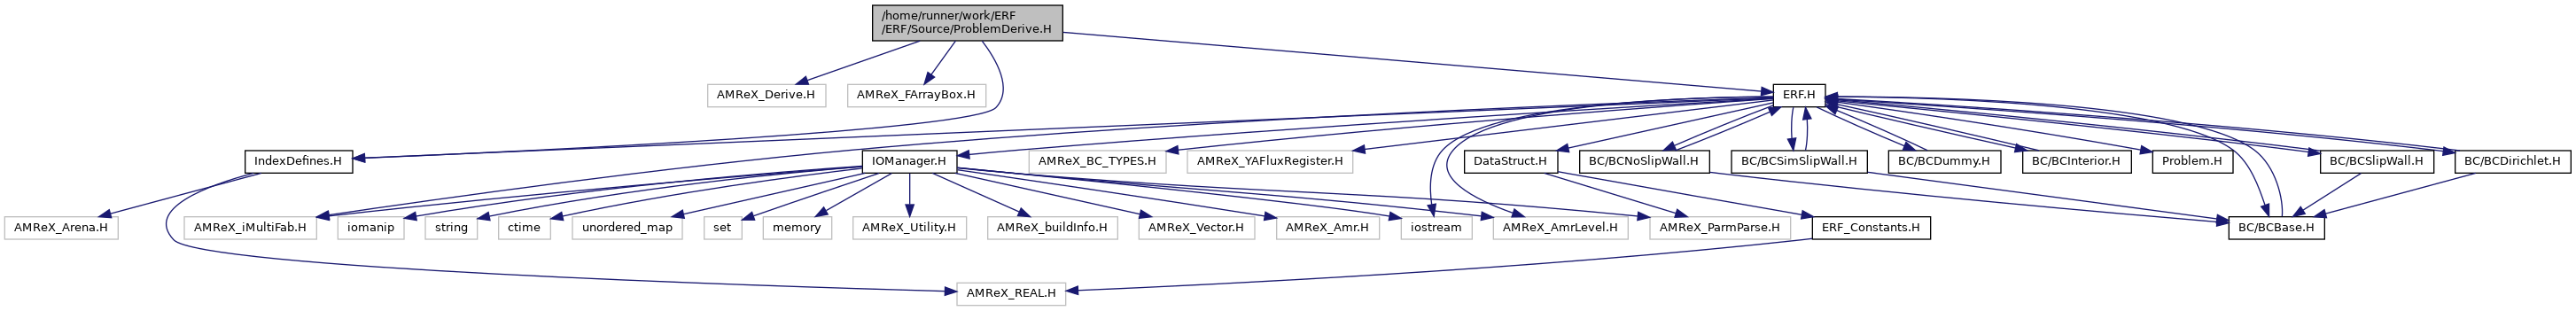 /home/runner/work/ERF
/ERF/Source/ProblemDerive.H
AMReX_Derive.H
AMReX_FArrayBox.H
ERF.H
IndexDefines.H
IOManager.H
AMReX_BC_TYPES.H
AMReX_YAFluxRegister.H
DataStruct.H
BC/BCNoSlipWall.H
BC/BCSimSlipWall.H
BC/BCDummy.H
BC/BCInterior.H
Problem.H
BC/BCSlipWall.H
BC/BCDirichlet.H
AMReX_Arena.H
AMReX_iMultiFab.H
iomanip
string
ctime
unordered_map
set
memory
AMReX_Utility.H
AMReX_buildInfo.H
AMReX_Vector.H
AMReX_Amr.H
iostream
AMReX_AmrLevel.H
AMReX_ParmParse.H
ERF_Constants.H
BC/BCBase.H
AMReX_REAL.H